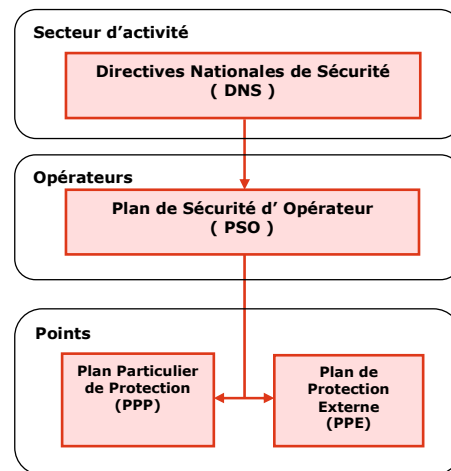 Secteur d’activité
Directives Nationales de Sécurité
( DNS )
Opérateurs
Plan de Sécurité d’ Opérateur
( PSO )
Points
Plan Particulier
de Protection
(PPP)
Plan de
Protection
Externe
(PPE)